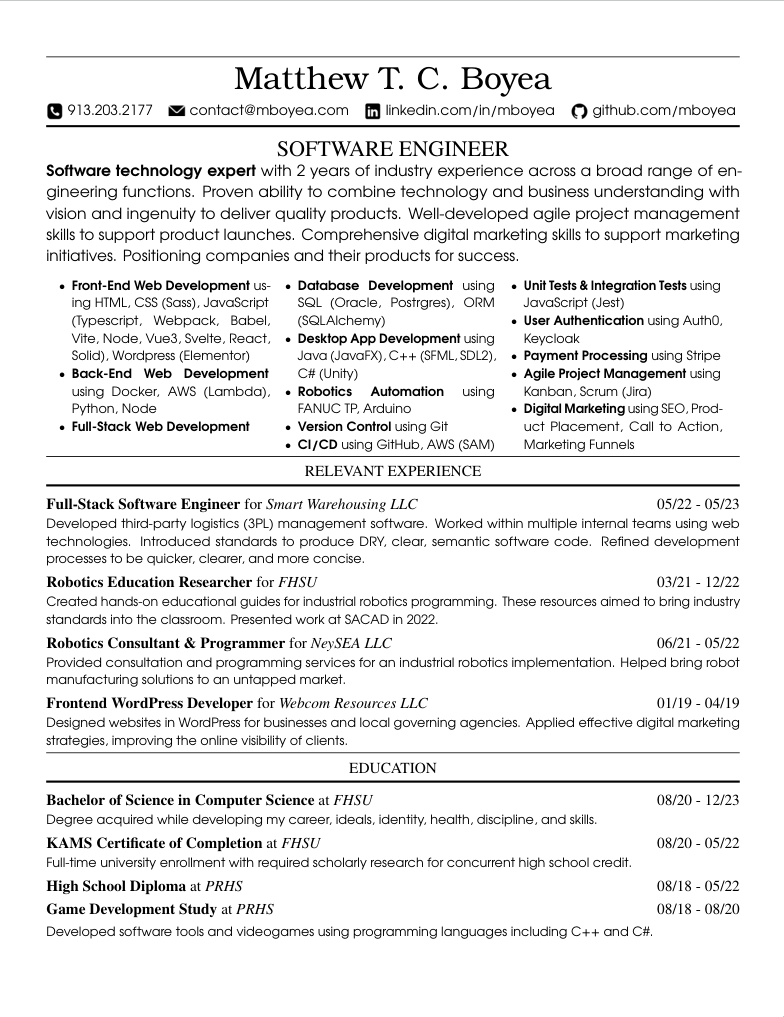 Matthew T. C. Boyea
913.203.2177 contact@mboyea.com linkedin.com/in/mboyea github.com/mboyea
SOFTWARE ENGINEER
Software technology expert with 2 years of industry experience across a broad range of en-
gineering functions. Proven ability to combine technology and business understanding with
vision and ingenuity to deliver quality products. Well-developed agile project management
skills to support product launches. Comprehensive digital marketing skills to support marketing
initiatives. Positioning companies and their products for success.
• Front-End Web Development us-
ing HTML, CSS (Sass), JavaScript
(Typescript, Webpack, Babel,
Vite, Node, Vue3, Svelte, React,
Solid), Wordpress (Elementor)
• Back-End Web Development
using Docker, AWS (Lambda),
Python, Node
• Full-Stack Web Development
• Database Development using
SQL (Oracle, Postrgres), ORM
(SQLAlchemy)
• Desktop App Development using
Java (JavaFX), C++ (SFML, SDL2),
C# (Unity)
• Robotics Automation using
FANUC TP, Arduino
• Version Control using Git
• CI/CD using GitHub, AWS (SAM)
• Unit Tests & Integration Tests using
JavaScript (Jest)
• User Authentication using Auth0,
Keycloak
• Payment Processing using Stripe
• Agile Project Management using
Kanban, Scrum (Jira)
• Digital Marketing using SEO, Prod-
uct Placement, Call to Action,
Marketing Funnels
RELEVANT EXPERIENCE
Full-Stack Software Engineer for Smart Warehousing LLC 05/22 - 05/23
Developed third-party logistics (3PL) management software. Worked within multiple internal teams using web
technologies. Introduced standards to produce DRY, clear, semantic software code. Refined development
processes to be quicker, clearer, and more concise.
Robotics Education Researcher for FHSU 03/21 - 12/22
Created hands-on educational guides for industrial robotics programming. These resources aimed to bring industry
standards into the classroom. Presented work at SACAD in 2022.
Robotics Consultant & Programmer for NeySEA LLC 06/21 - 05/22
Provided consultation and programming services for an industrial robotics implementation. Helped bring robot
manufacturing solutions to an untapped market.
Frontend WordPress Developer for Webcom Resources LLC 01/19 - 04/19
Designed websites in WordPress for businesses and local governing agencies. Applied effective digital marketing
strategies, improving the online visibility of clients.
EDUCATION
Bachelor of Science in Computer Science at FHSU 08/20 - 12/23
Degree acquired while developing my career, ideals, identity, health, discipline, and skills.
KAMS Certificate of Completion at FHSU 08/20 - 05/22
Full-time university enrollment with required scholarly research for concurrent high school credit.
High School Diploma at PRHS 08/18 - 05/22
Game Development Study at PRHS 08/18 - 08/20
Developed software tools and videogames using programming languages including C++ and C#.